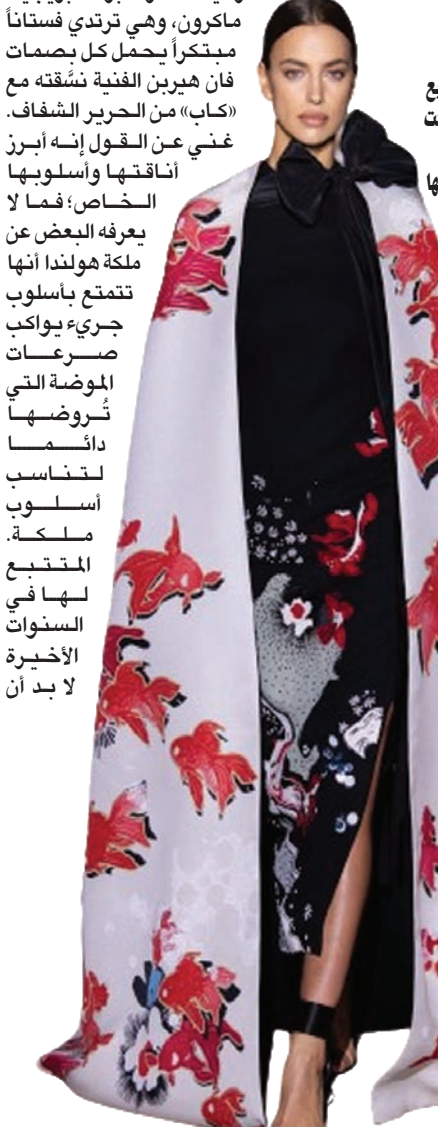 ماكرون، وهي ترتدي فستاناً
مبتكراً يحمل كل بصمات
فان هيربن الفنية نسَّقته مع
«كاب» من الحرير الشفاف.
غني عن القول إنه أبرز
أناقتها وأسلوبها
الخاص؛ فما لا
يعرفه البعض عن
ملكة هولندا أنها
تتمتع بأسلوب
جريء يواكب
صرعات
الموضة التي
تُروضها
دائما
لتناسب
أسلوب
ملكة.
المتتبع
لها في
السنوات
الأخيرة
لا بد أن